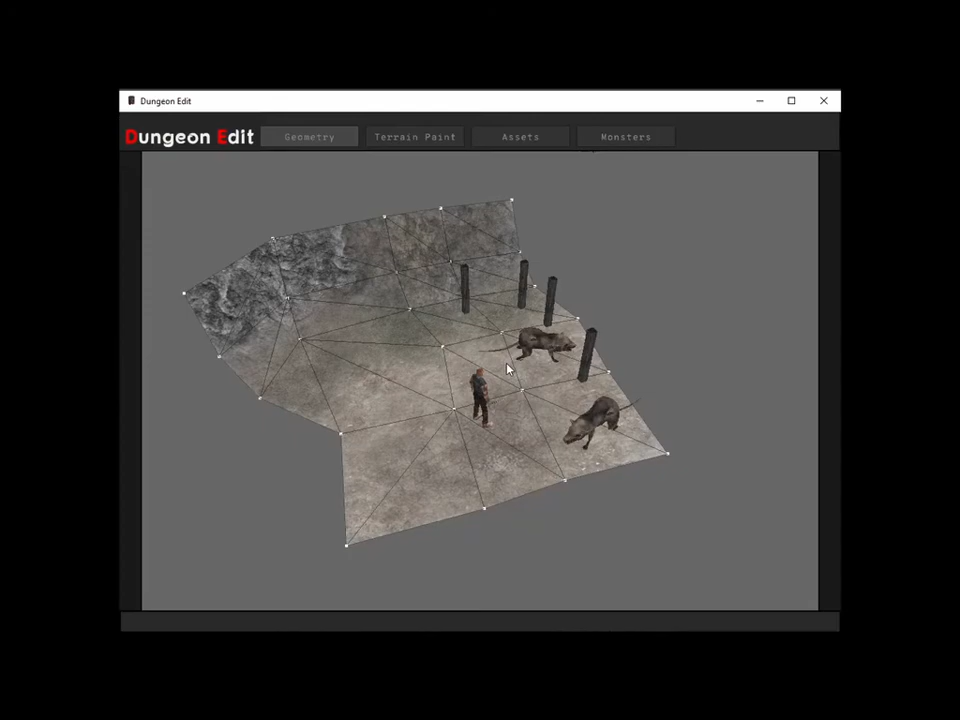 Dungeon Edit
Dungeon Edit
Geometry
Terrain Paint
Assets
Monsters